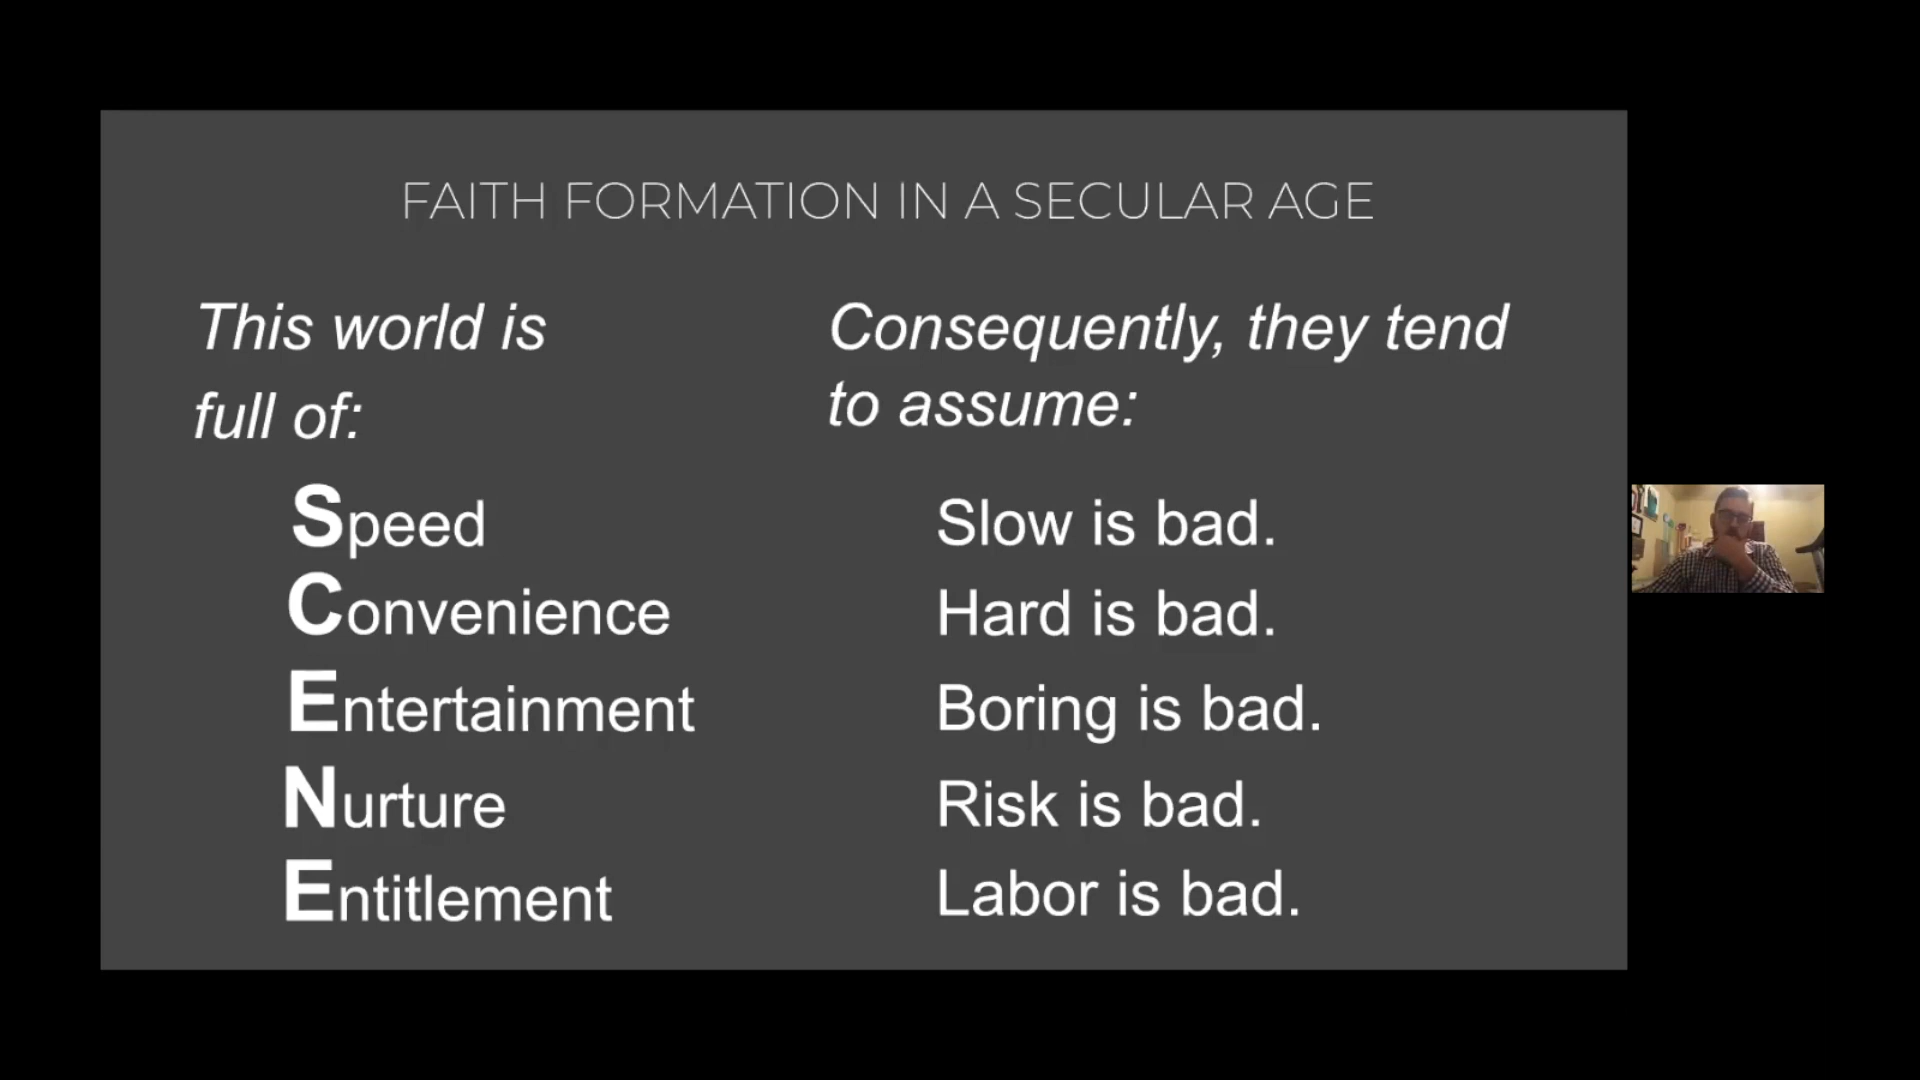 FAITH FORMATION IN A SECULAR AGE
This world is
full of:
Speed
Convenience
Entertainment
Nurture
Entitlement
Consequently, they tend
to assume:
Slow is bad.
Hard is bad.
Boring is bad.
Risk is bad.
Labor is bad.